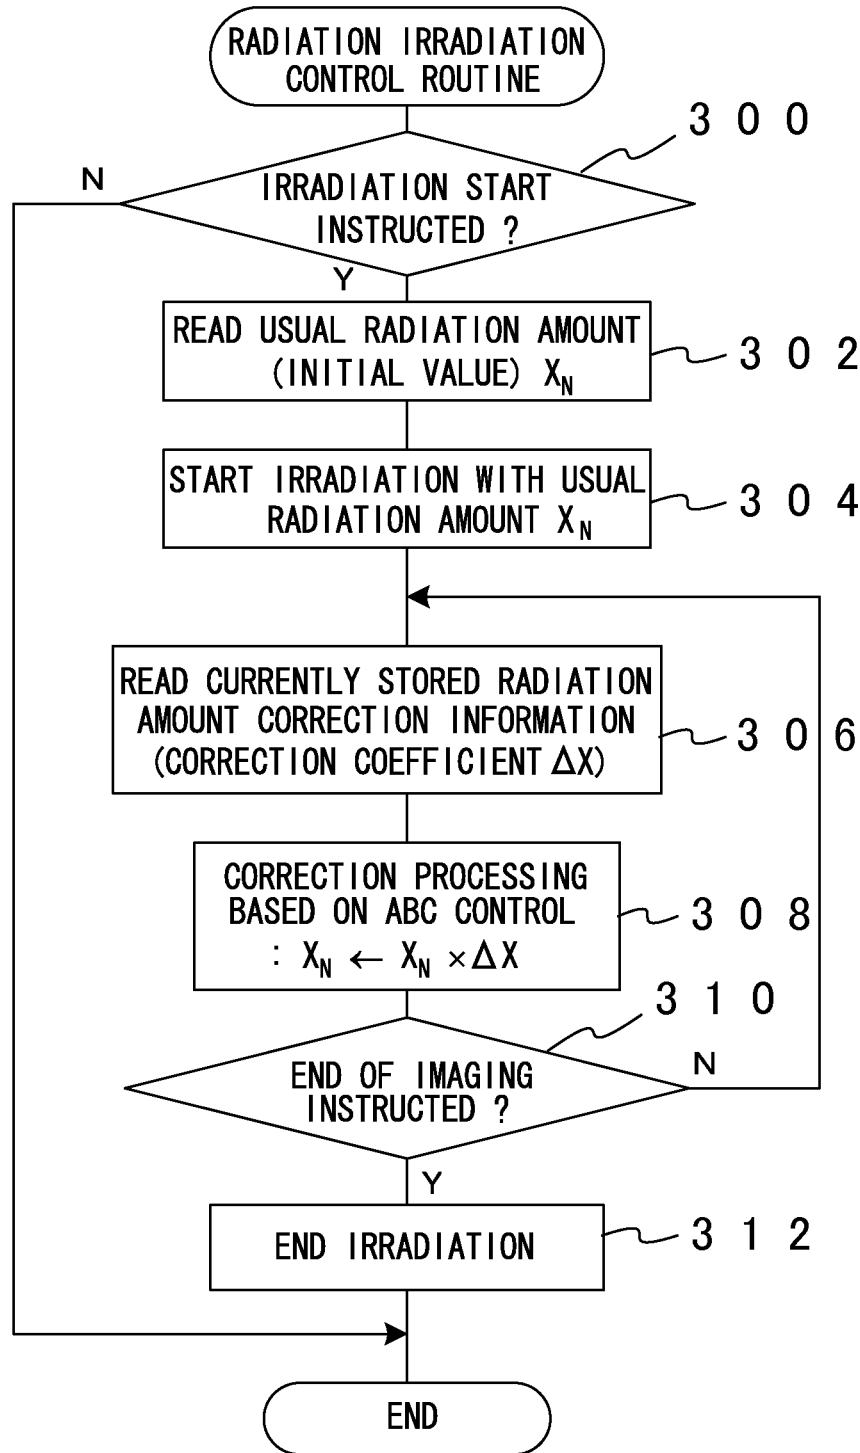 RADIATION IRRADIATION
CONTROL ROUTINE
3 0 0
N
IRRADIATION START
INSTRUCTED ?
Y
READ USUAL RADIATION AMOUNT
(INITIAL VALUE) X_N
3 0 2
START IRRADIATION WITH USUAL
RADIATION AMOUNT X_N
3 0 4
READ CURRENTLY STORED RADIATION
AMOUNT CORRECTION INFORMATION
(CORRECTION COEFFICIENT ΔX)
3 0 6
CORRECTION PROCESSING
BASED ON ABC CONTROL
: X_N ← X_N × ΔX
3 0 8
3 1 0
END OF IMAGING
INSTRUCTED ?
N
Y
END IRRADIATION
3 1 2
END